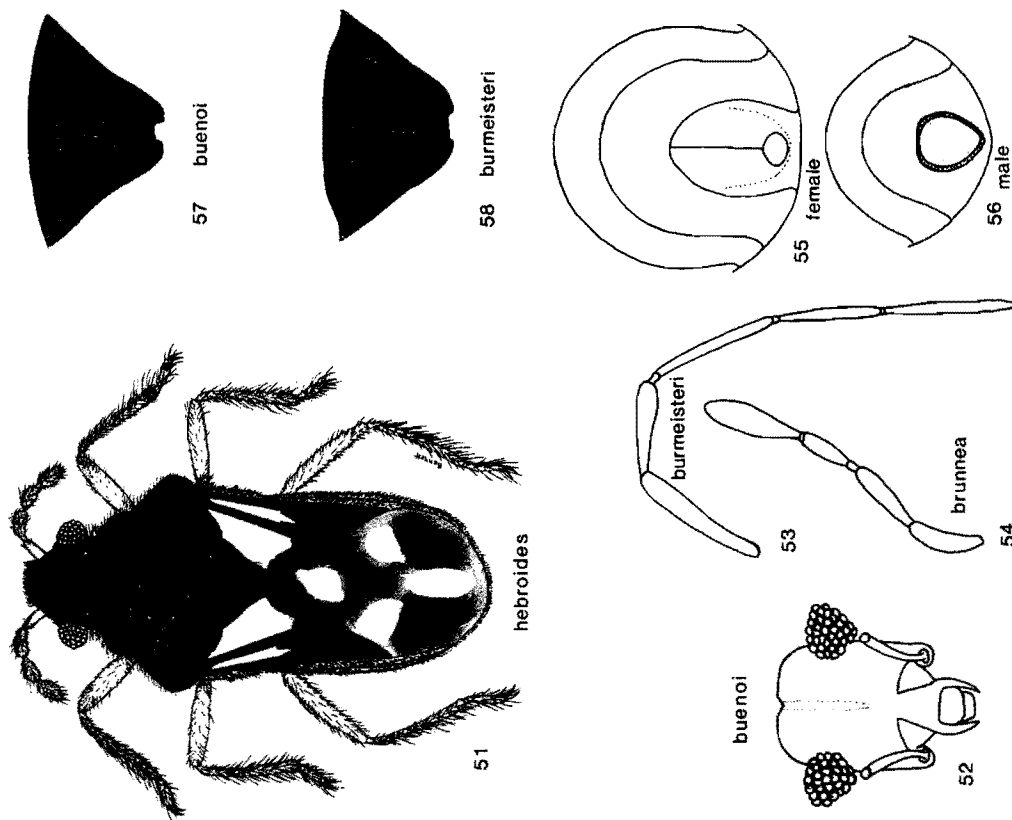 hebroides
51
buenoi
52
burmeisteri
53
brunnea
54
55 female
56 male
57 buenoi
58 burmeisteri